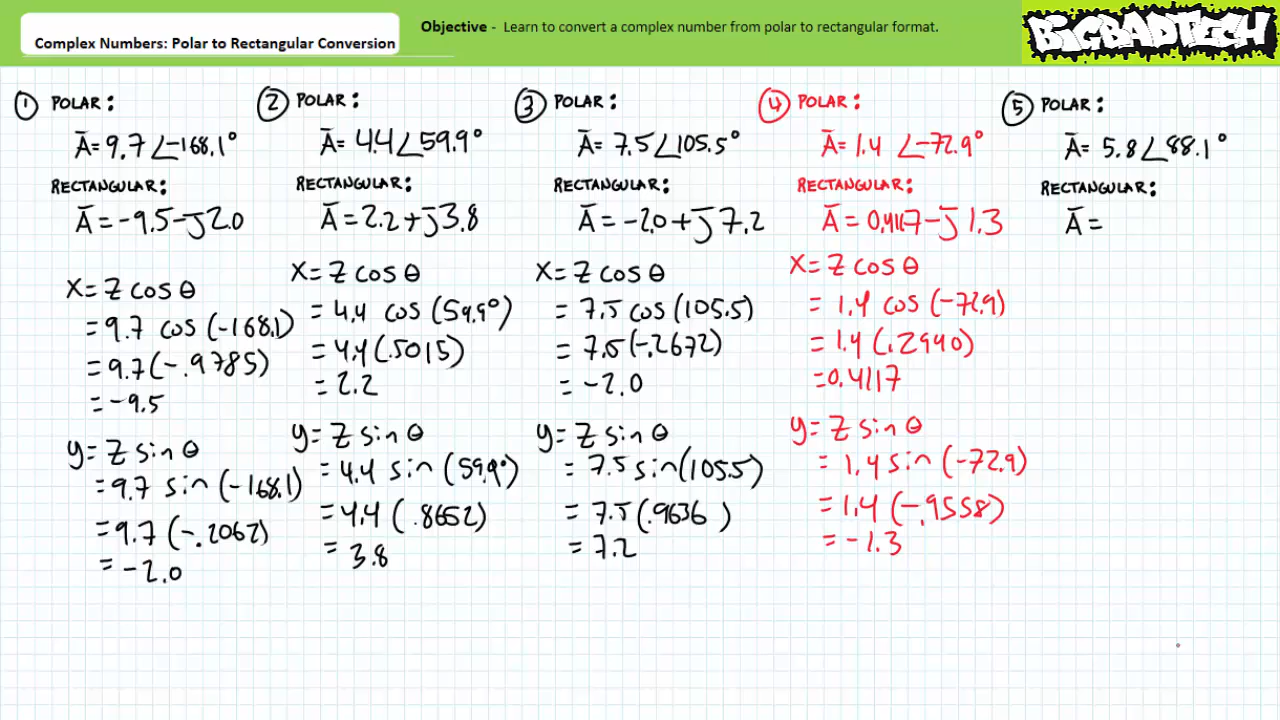 Complex Numbers: Polar to Rectangular Conversion
Objective - Learn to convert a complex number from polar to rectangular format.
BIGBADTECH
① POLAR:
Ā= 9.7∠-168.1°
RECTANGULAR:
Ā= -9.5-j2.0
X= Z cos θ
= 9.7 cos (-168.1)
= 9.7(-.9785)
= -9.5
y= Z sin θ
= 9.7 sin (-168.1)
= 9.7 (-.2062)
= -2.0
② POLAR:
Ā= 4.4∠59.9°
RECTANGULAR:
Ā= 2.2+j3.8
X= Z cos θ
= 4.4 cos (59.9°)
= 4.4(.5015)
= 2.2
y= Z sin θ
= 4.4 sin (59.9°)
= 4.4 (.8652)
= 3.8
③ POLAR:
Ā= 7.5∠105.5°
RECTANGULAR:
Ā= -2.0+j7.2
X= Z cos θ
= 7.5 cos(105.5)
= 7.5(-.2672)
= -2.0
y= Z sin θ
= 7.5 sin(105.5)
= 7.5(.9636 )
= 7.2
④ POLAR:
Ā= 1.4 ∠-72.9°
RECTANGULAR:
Ā= 0.4117-j1.3
X= Z cos θ
= 1.4 cos (-72.9)
= 1.4(.2940)
=0.4117
y= Z sin θ
= 1.4 sin (-72.9)
= 1.4 (-.9558)
= -1.3
⑤ POLAR:
Ā= 5.8∠88.1°
RECTANGULAR:
Ā=